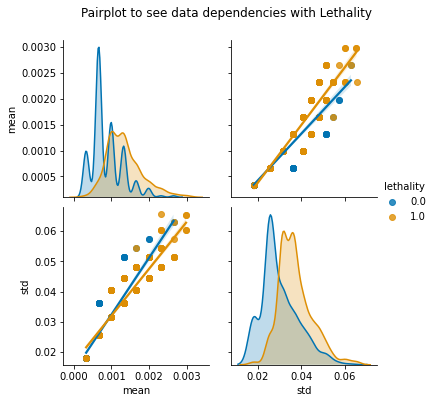 Pairplot to see data dependencies with Lethality
0.0030
0.0025
0.0020
0.0015
0.0010
0.0005
mean
lethality
0.0
1.0
0.06
0.05
0.04
0.03
0.02
std
0.000 0.001 0.002 0.003
mean
0.02 0.04 0.06
std